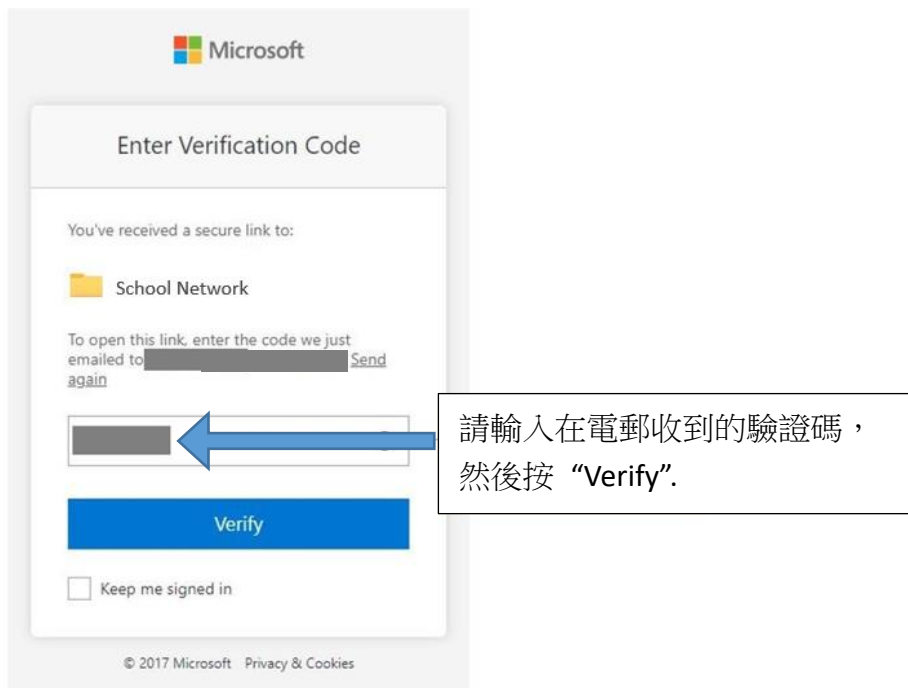 Microsoft
Enter Verification Code
You've received a secure link to:
School Network
To open this link, enter the code we just
emailed to Send
again
請輸入在電郵收到的驗證碼，
然後按 “Verify”.
Verify
Keep me signed in
© 2017 Microsoft Privacy & Cookies